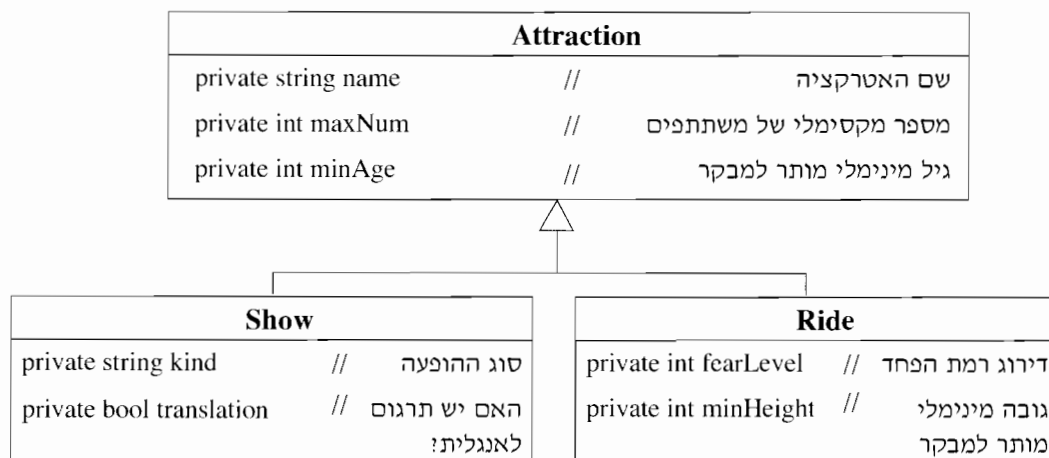 Attraction
private string name // שם האטרקציה
private int maxNum // מספר מקסימלי של משתתפים
private int minAge // גיל מינימלי מותר למבקר
Show
private string kind // סוג ההופעה
private bool translation // האם יש תרגום
לאנגלית?
Ride
private int fearLevel // דירוג רמת הפחד
private int minHeight // גובה מינימלי
מותר למבקר